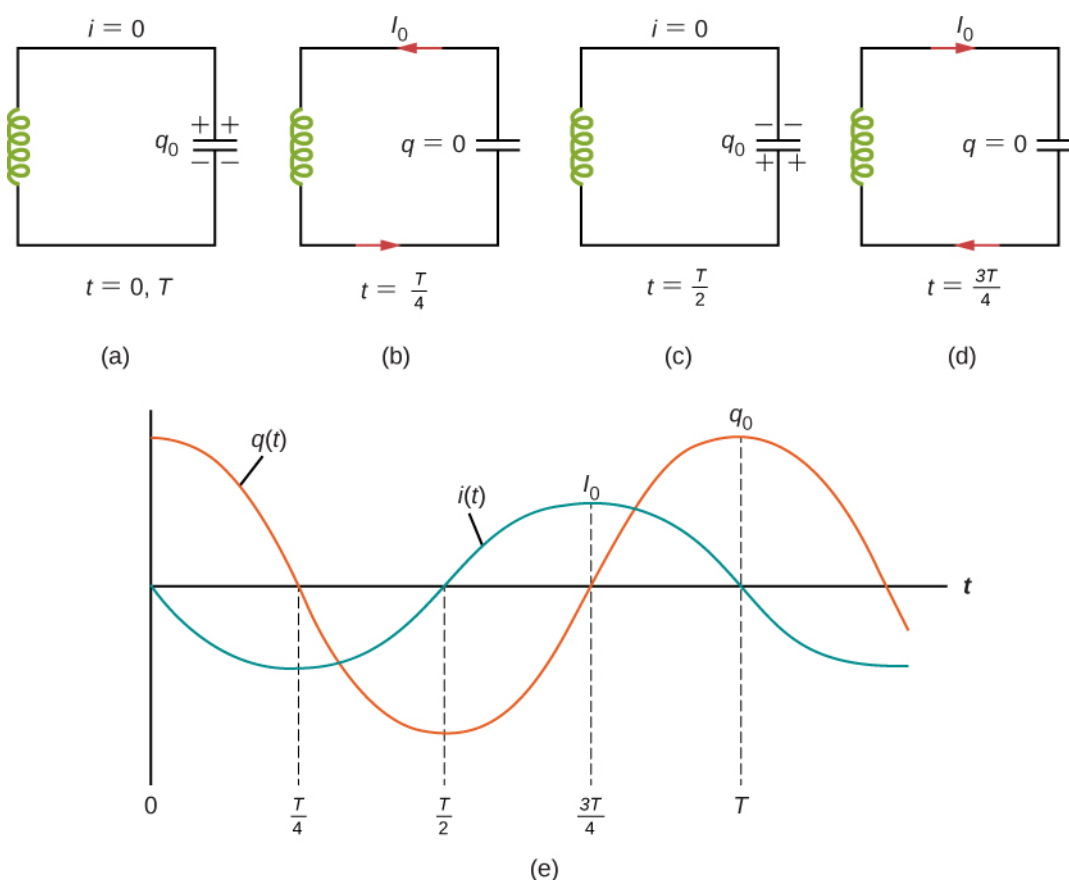 i = 0
I₀
i = 0
I₀
+ +
q₀
– –
q = 0
– –
q₀
+ +
q = 0
t = 0, T
t = T/4
t = T/2
t = 3T/4
(a)
(b)
(c)
(d)
q(t)
i(t)
I₀
q₀
t
0
T/4
T/2
3T/4
T
(e)